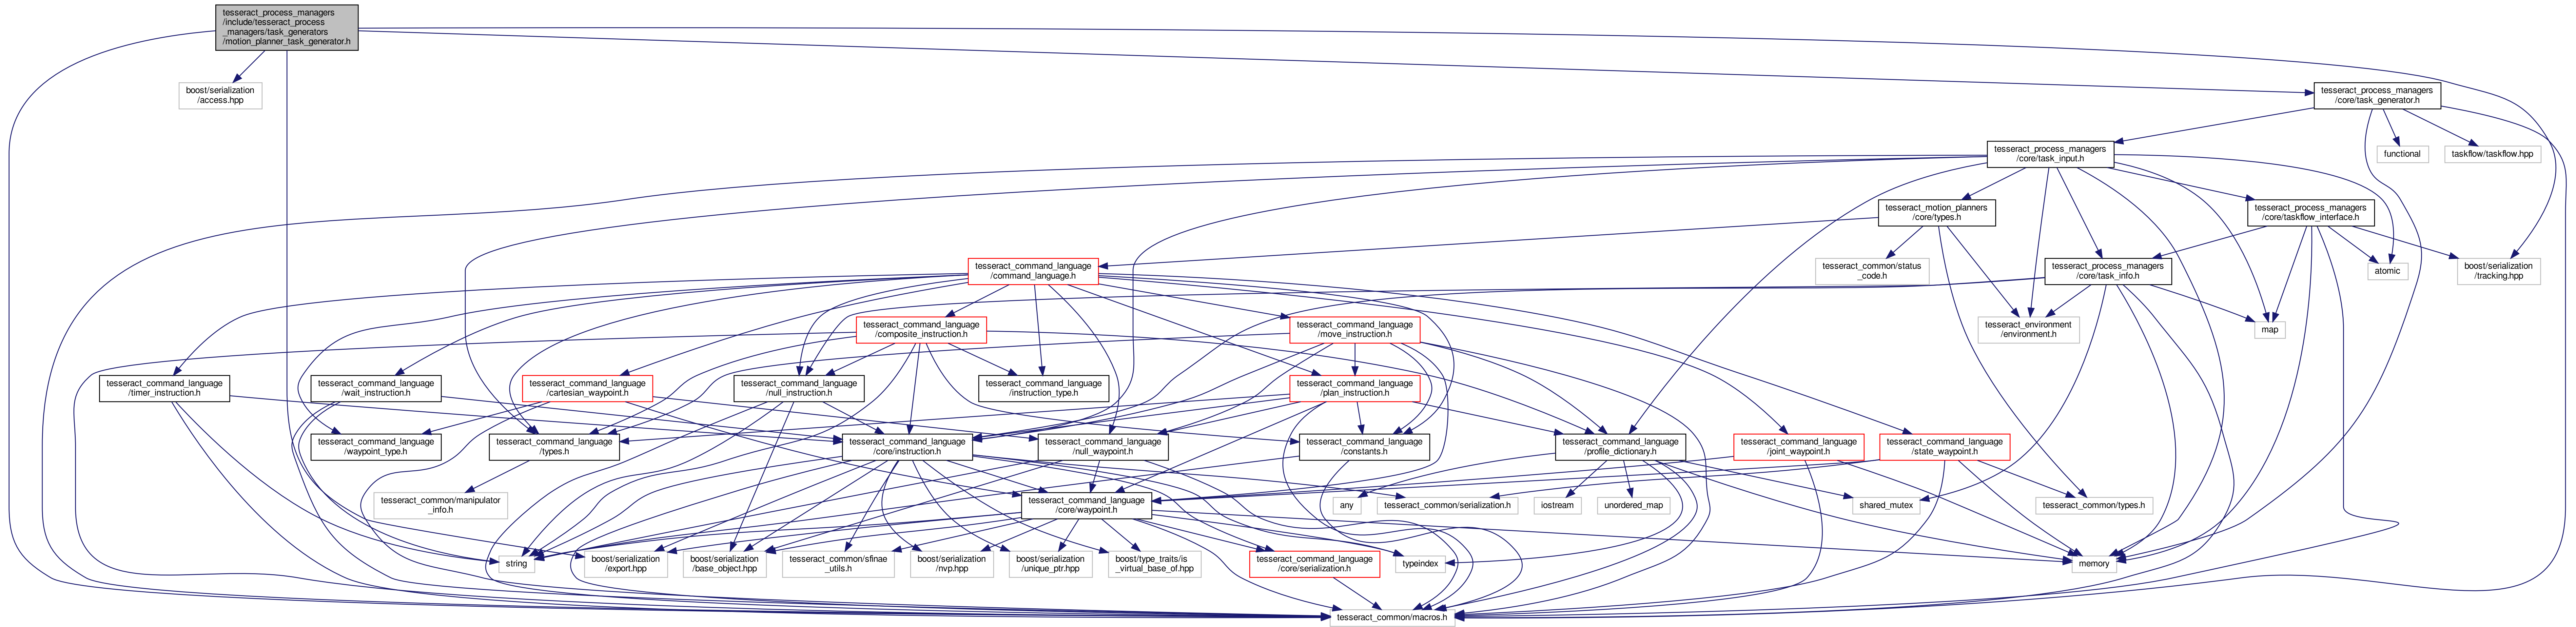 tesseract_process_managers
/include/tesseract_process
_managers/task_generators
/motion_planner_task_generator.h
boost/serialization
/access.hpp
tesseract_process_managers
/core/task_generator.h
tesseract_process_managers
/core/task_input.h
functional
taskflow/taskflow.hpp
tesseract_motion_planners
/core/types.h
tesseract_process_managers
/core/taskflow_interface.h
tesseract_command_language
/command_language.h
tesseract_common/status
_code.h
tesseract_process_managers
/core/task_info.h
atomic
boost/serialization
/tracking.hpp
tesseract_command_language
/composite_instruction.h
tesseract_command_language
/move_instruction.h
tesseract_environment
/environment.h
map
tesseract_command_language
/timer_instruction.h
tesseract_command_language
/wait_instruction.h
tesseract_command_language
/cartesian_waypoint.h
tesseract_command_language
/null_instruction.h
tesseract_command_language
/instruction_type.h
tesseract_command_language
/plan_instruction.h
tesseract_command_language
/waypoint_type.h
tesseract_command_language
/types.h
tesseract_command_language
/core/instruction.h
tesseract_command_language
/null_waypoint.h
tesseract_command_language
/constants.h
tesseract_command_language
/profile_dictionary.h
tesseract_command_language
/joint_waypoint.h
tesseract_command_language
/state_waypoint.h
tesseract_common/manipulator
_info.h
tesseract_command_language
/core/waypoint.h
any
tesseract_common/serialization.h
iostream
unordered_map
shared_mutex
tesseract_common/types.h
string
boost/serialization
/export.hpp
boost/serialization
/base_object.hpp
tesseract_common/sfinae
_utils.h
boost/serialization
/nvp.hpp
boost/serialization
/unique_ptr.hpp
boost/type_traits/is
_virtual_base_of.hpp
tesseract_command_language
/core/serialization.h
typeindex
memory
tesseract_common/macros.h